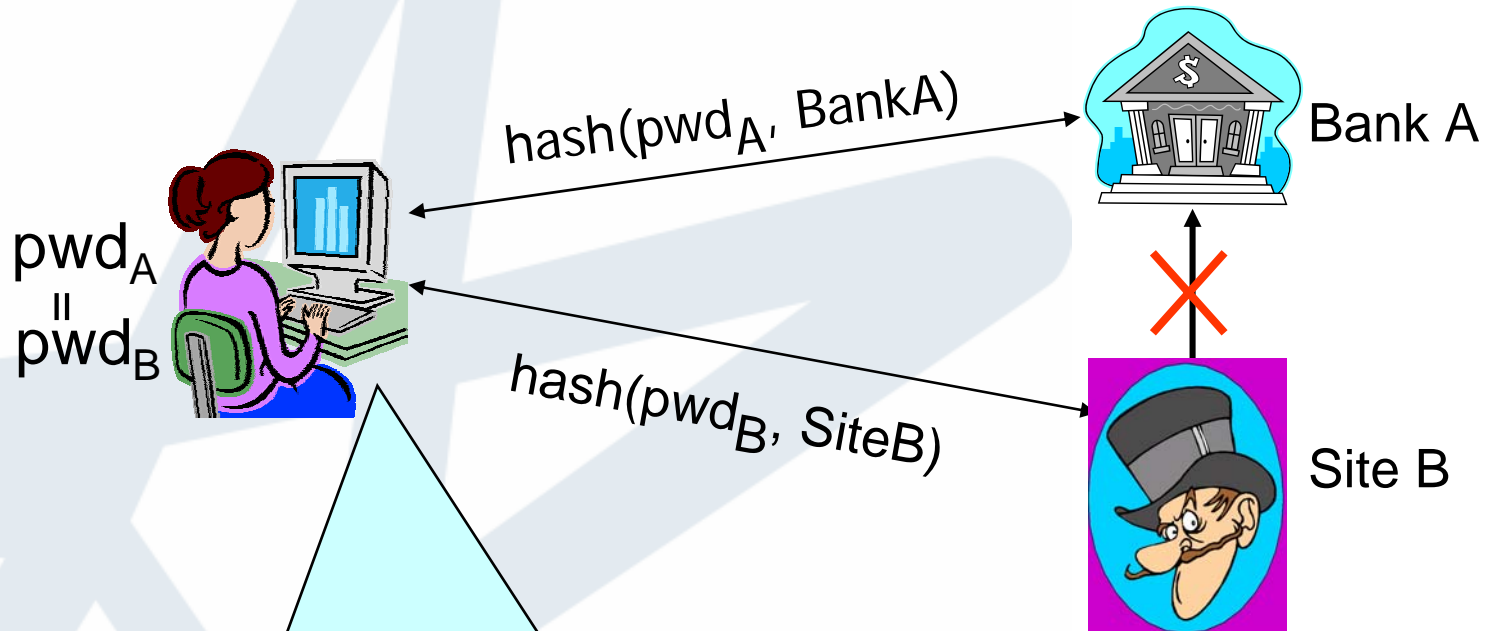 hash(pwdA, BankA)
$
Bank A
pwdA
=
pwdB
hash(pwdB, SiteB)
Site B